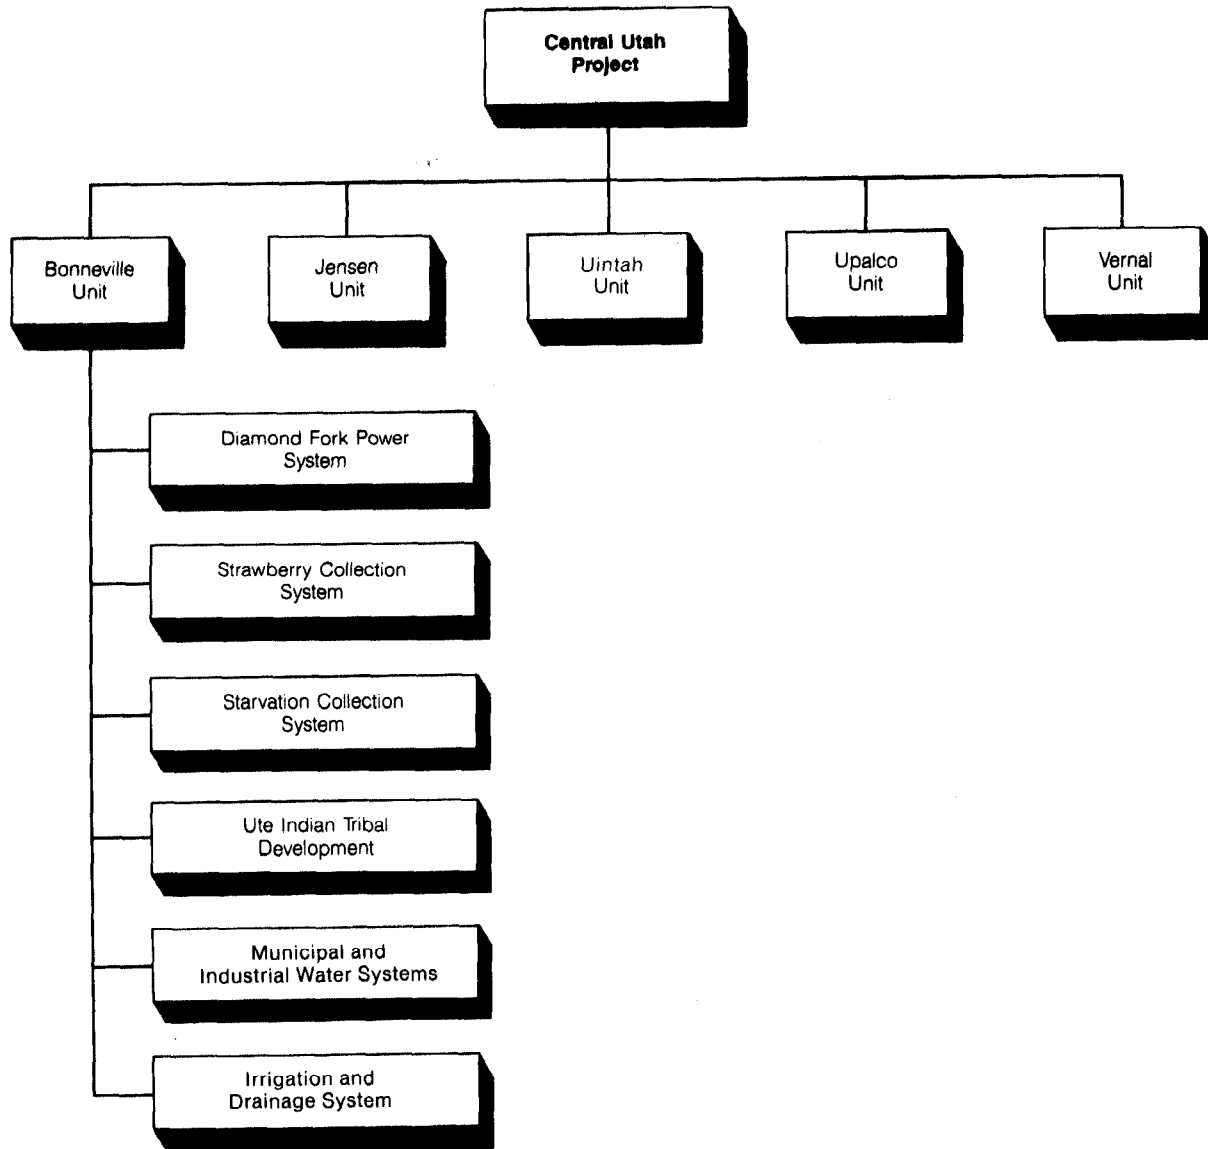 Central Utah
Project
Bonneville
Unit
Jensen
Unit
Uintah
Unit
Upalco
Unit
Vernal
Unit
Diamond Fork Power
System
Strawberry Collection
System
Starvation Collection
System
Ute Indian Tribal
Development
Municipal and
Industrial Water Systems
Irrigation and
Drainage System